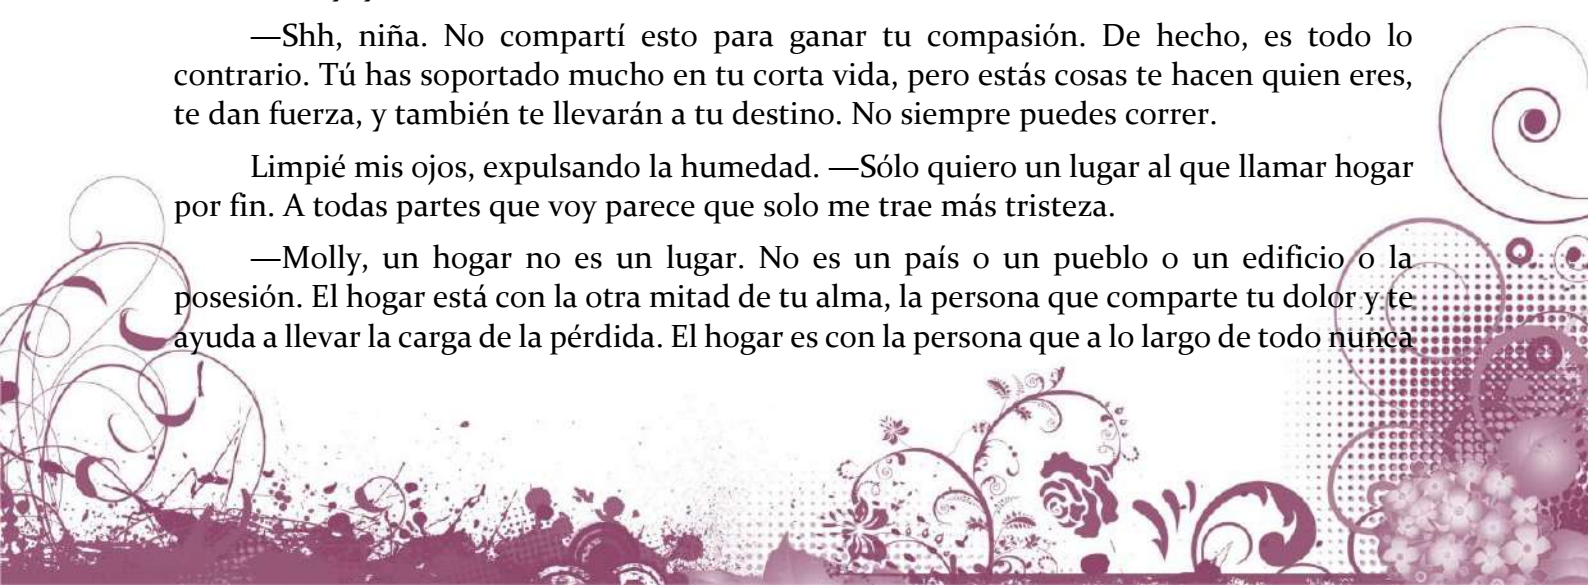 —Shh, niña. No compartí esto para ganar tu compasión. De hecho, es todo lo
contrario. Tú has soportado mucho en tu corta vida, pero estás cosas te hacen quien eres,
te dan fuerza, y también te llevarán a tu destino. No siempre puedes correr.
Limpié mis ojos, expulsando la humedad. —Sólo quiero un lugar al que llamar hogar
por fin. A todas partes que voy parece que solo me trae más tristeza.
—Molly, un hogar no es un lugar. No es un país o un pueblo o un edificio o la
posesión. El hogar está con la otra mitad de tu alma, la persona que comparte tu dolor y te
ayuda a llevar la carga de la pérdida. El hogar es con la persona que a lo largo de todo nunca